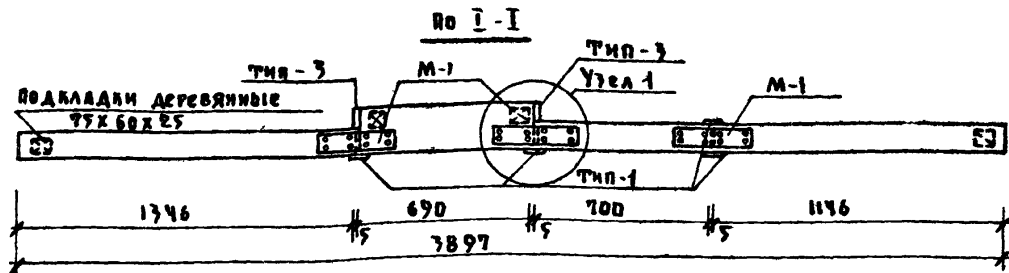 По I-I
Тип-3
М-1
Тип-3
Узел 1
М-1
Подкладки деревянные
75х60х25
Тип-1
1346
690
700
1146
5
5
5
3897